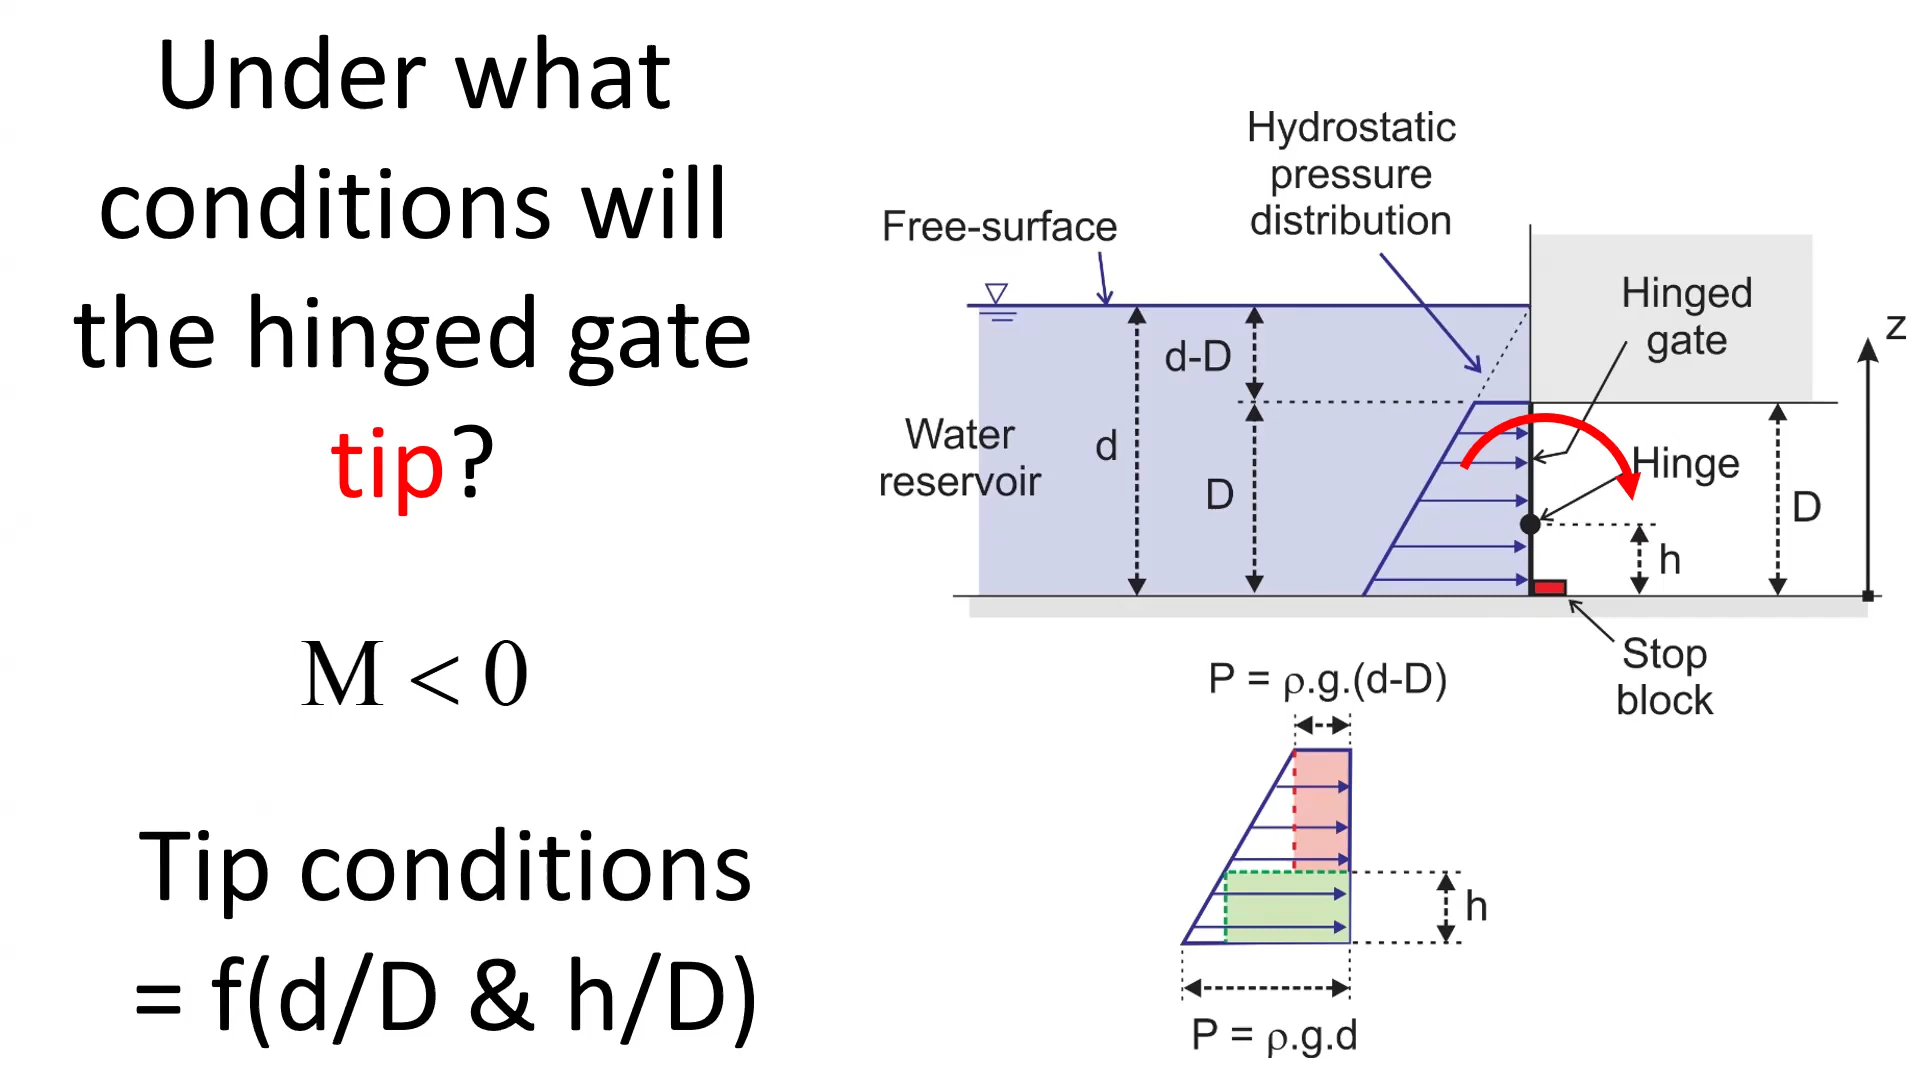 Under what
conditions will
the hinged gate
tip?
M < 0
Tip conditions
= f(d/D & h/D)
Hydrostatic
pressure
distribution
Free-surface
Hinged
gate
z
d-D
Water
reservoir
d
D
Hinge
D
h
Stop
block
P = ρ.g.(d-D)
h
P = ρ.g.d